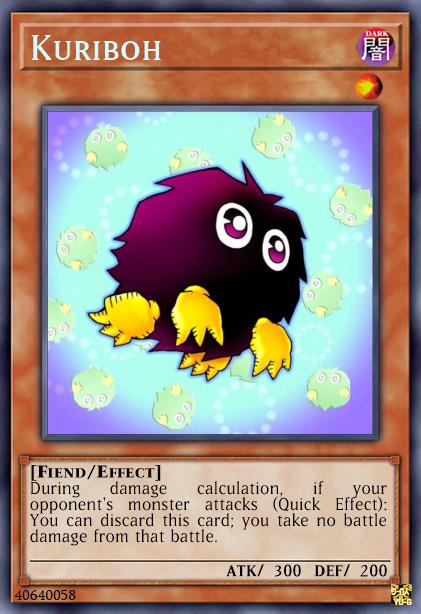 KURIBOH
DARK
闇
[FIEND/EFFECT]
During damage calculation, if your
opponent's monster attacks (Quick Effect):
You can discard this card; you take no battle
damage from that battle.
ATK/ 300 DEF/ 200
40640058